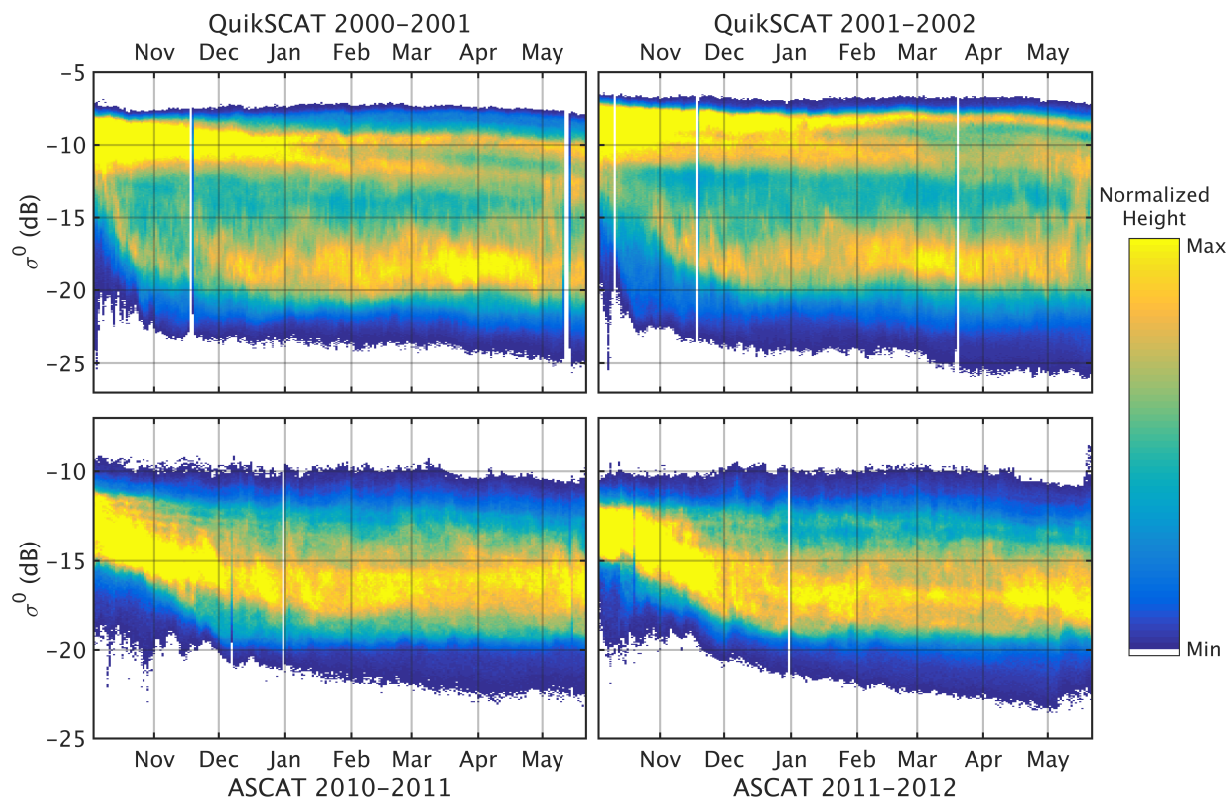 QuikSCAT 2000–2001 QuikSCAT 2001–2002
Nov Dec Jan Feb Mar Apr May Nov Dec Jan Feb Mar Apr May
−5
−10
−15
−20
−25
σ⁰ (dB)
Normalized
Height
Max
Min
−10
−15
−20
−25
σ⁰ (dB)
Nov Dec Jan Feb Mar Apr May Nov Dec Jan Feb Mar Apr May
ASCAT 2010–2011 ASCAT 2011–2012